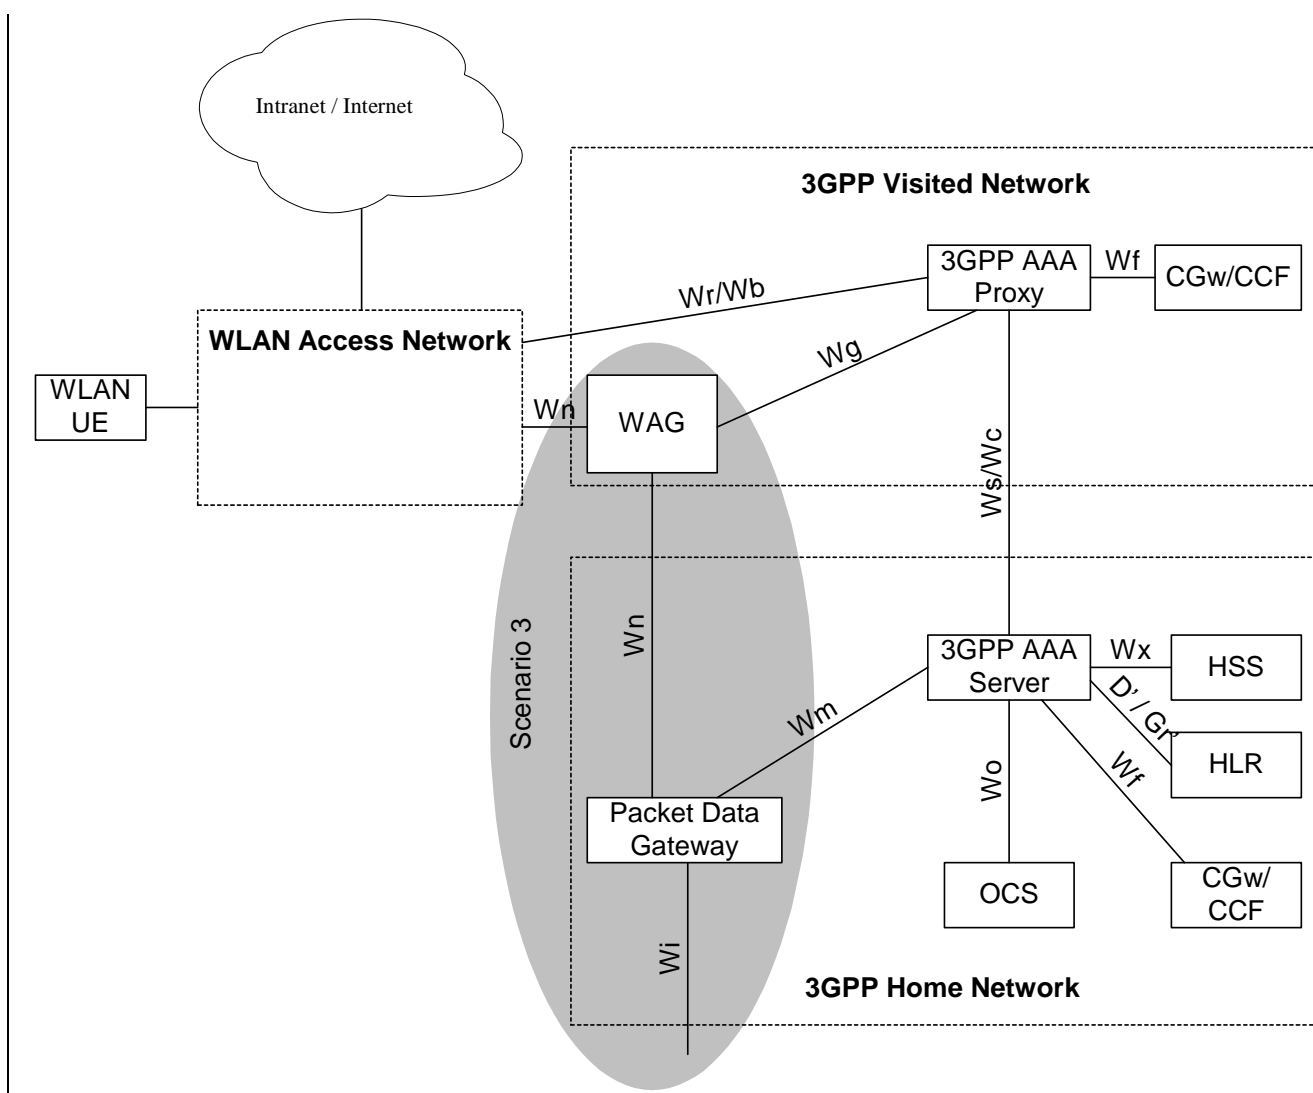 Intranet / Internet
3GPP Visited Network
3GPP AAA
Proxy
Wf
CGw/CCF
Wr/Wb
WLAN Access Network
Wg
WLAN
UE
Wn
WAG
Ws/Wc
Scenario 3
Wn
3GPP AAA
Server
Wx
HSS
D' / Gr'
HLR
Wm
Wo
Wf
Packet Data
Gateway
OCS
CGw/
CCF
Wi
3GPP Home Network